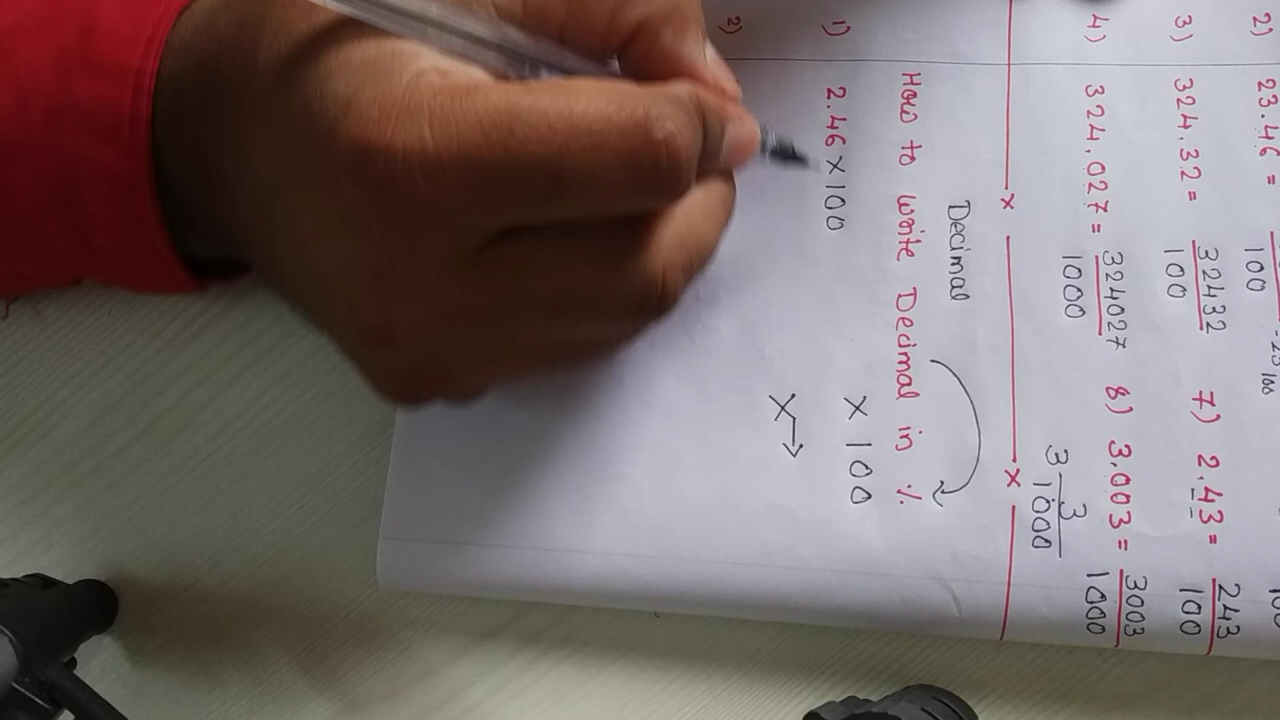 2) 23.46 = 100
3) 324.32 = 32432 / 100 7) 2.43 = 243 / 100
4) 324.027 = 324027 / 1000 8) 3.003 = 3003 / 1000
3 3 / 1000
x x
Decimal
How to write Decimal in %
1) 2.46 x 100 x 100
2) x →